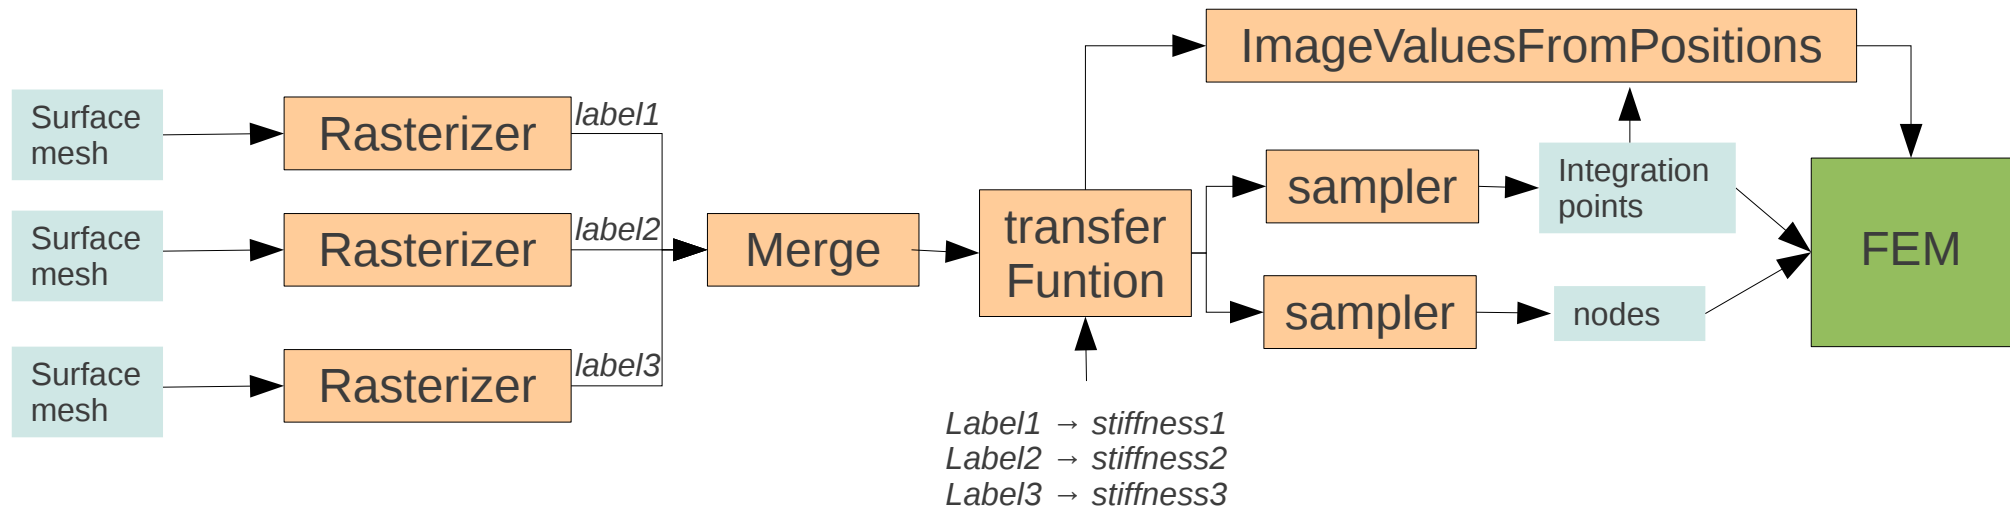 ImageValuesFromPositions
Surface
mesh
Rasterizer
label1
Surface
mesh
Rasterizer
label2
Surface
mesh
Rasterizer
label3
Merge
transfer
Funtion
Label1 → stiffness1
Label2 → stiffness2
Label3 → stiffness3
sampler
Integration
points
sampler
nodes
FEM